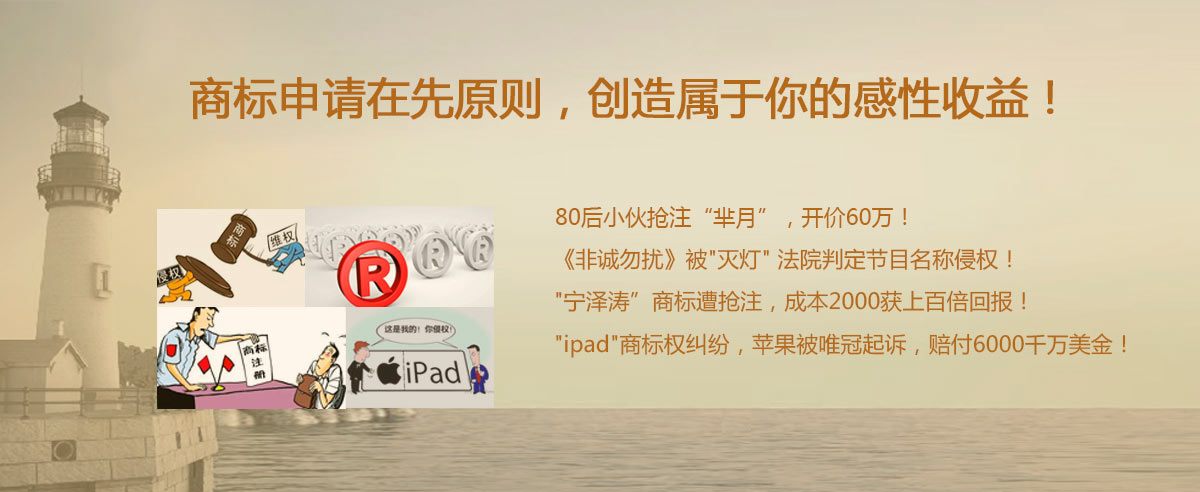 商标申请在先原则，创造属于你的感性收益！
80后小伙抢注“芈月”，开价60万！
《非诚勿扰》被"灭灯" 法院判定节目名称侵权！
"宁泽涛”商标遭抢注，成本2000获上百倍回报！
"ipad"商标权纠纷，苹果被唯冠起诉，赔付6000千万美金！
商标
维权
侵权
R
R
R
商标注册
这是我的！你侵权！
iPad